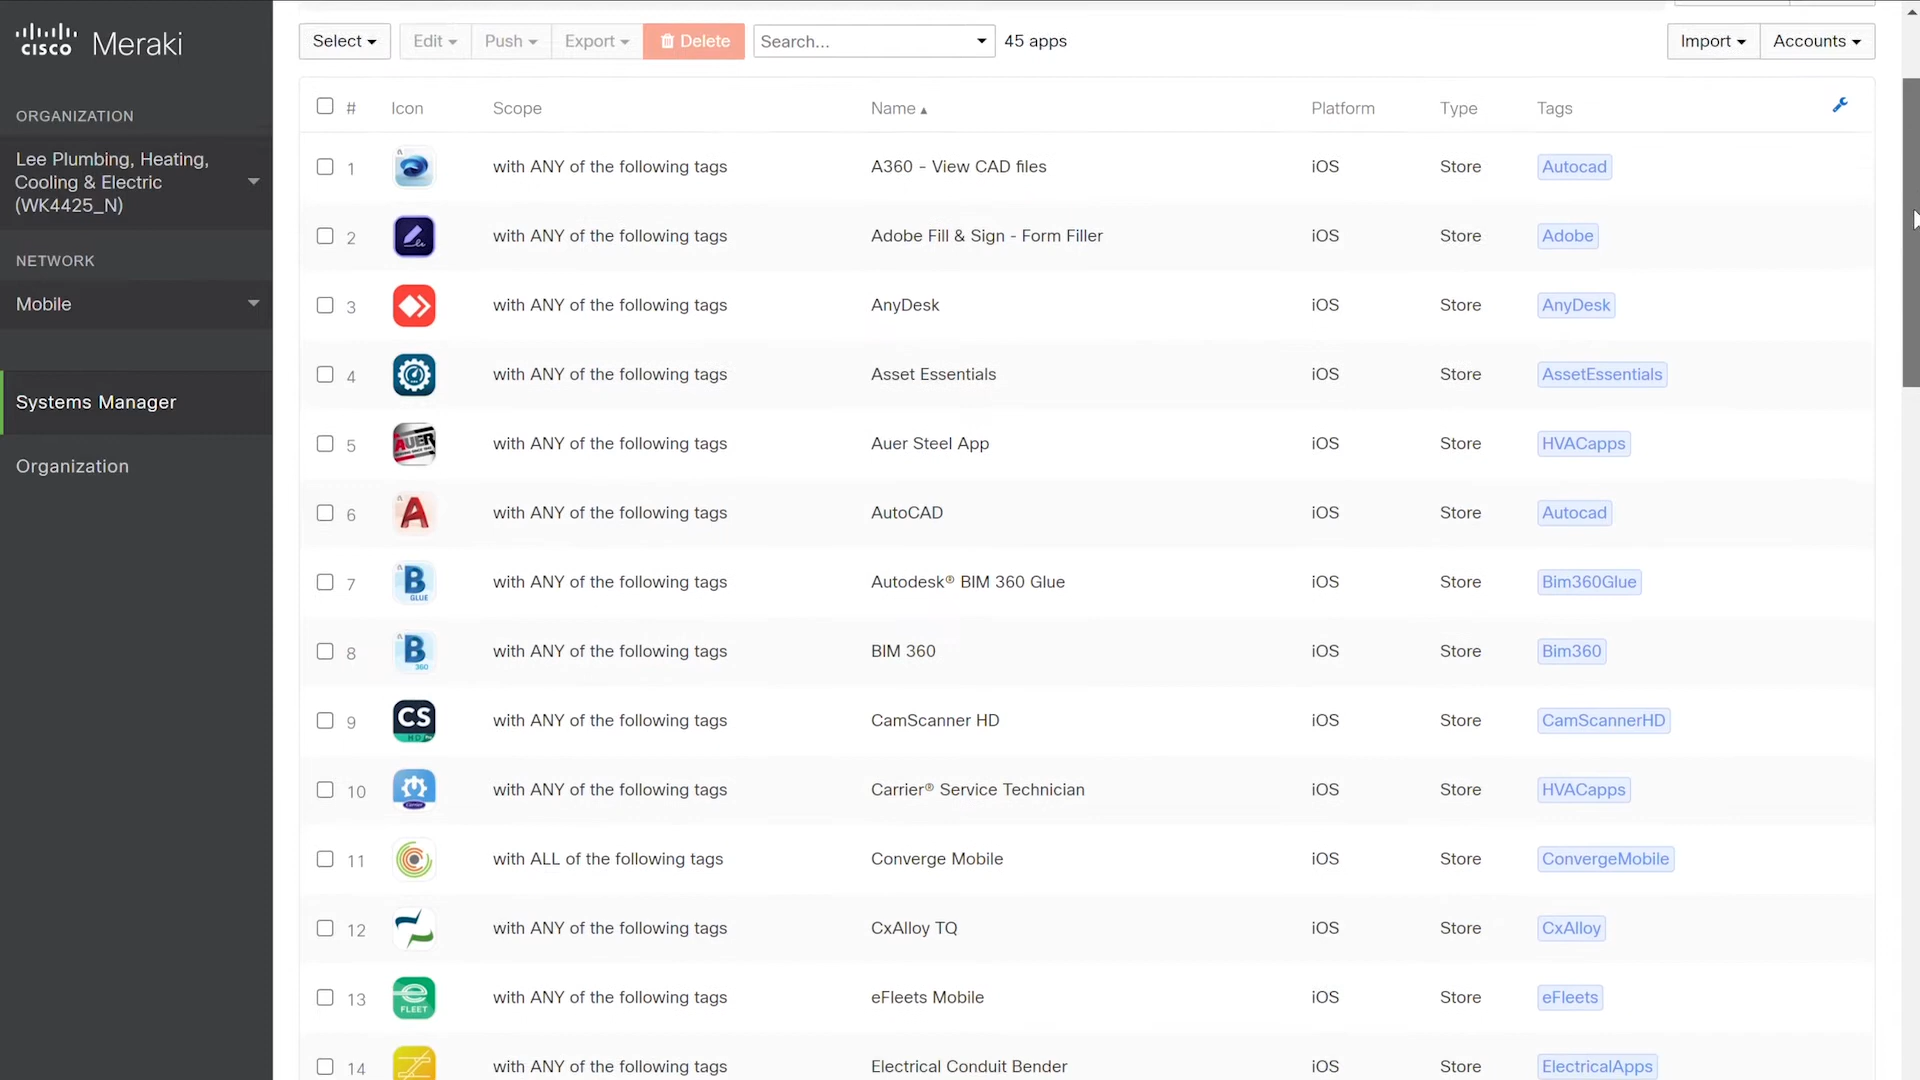 CISCO Meraki
Select Edit Push Export Delete Search... 45 apps Import Accounts
ORGANIZATION
Lee Plumbing, Heating,
Cooling & Electric
(WK4425_N)
NETWORK
Mobile
Systems Manager
Organization
# Icon Scope Name Platform Type Tags
1 with ANY of the following tags A360 - View CAD files iOS Store Autocad
2 with ANY of the following tags Adobe Fill & Sign - Form Filler iOS Store Adobe
3 with ANY of the following tags AnyDesk iOS Store AnyDesk
4 with ANY of the following tags Asset Essentials iOS Store AssetEssentials
5 AUER with ANY of the following tags Auer Steel App iOS Store HVACapps
6 A with ANY of the following tags AutoCAD iOS Store Autocad
7 B GLUE with ANY of the following tags Autodesk® BIM 360 Glue iOS Store Bim360Glue
8 B 360 with ANY of the following tags BIM 360 iOS Store Bim360
9 CS HD with ANY of the following tags CamScanner HD iOS Store CamScannerHD
10 Carrier with ANY of the following tags Carrier® Service Technician iOS Store HVACapps
11 with ALL of the following tags Converge Mobile iOS Store ConvergeMobile
12 with ANY of the following tags CxAlloy TQ iOS Store CxAlloy
13 FLEET with ANY of the following tags eFleets Mobile iOS Store eFleets
14 with ANY of the following tags Electrical Conduit Bender iOS Store ElectricalApps